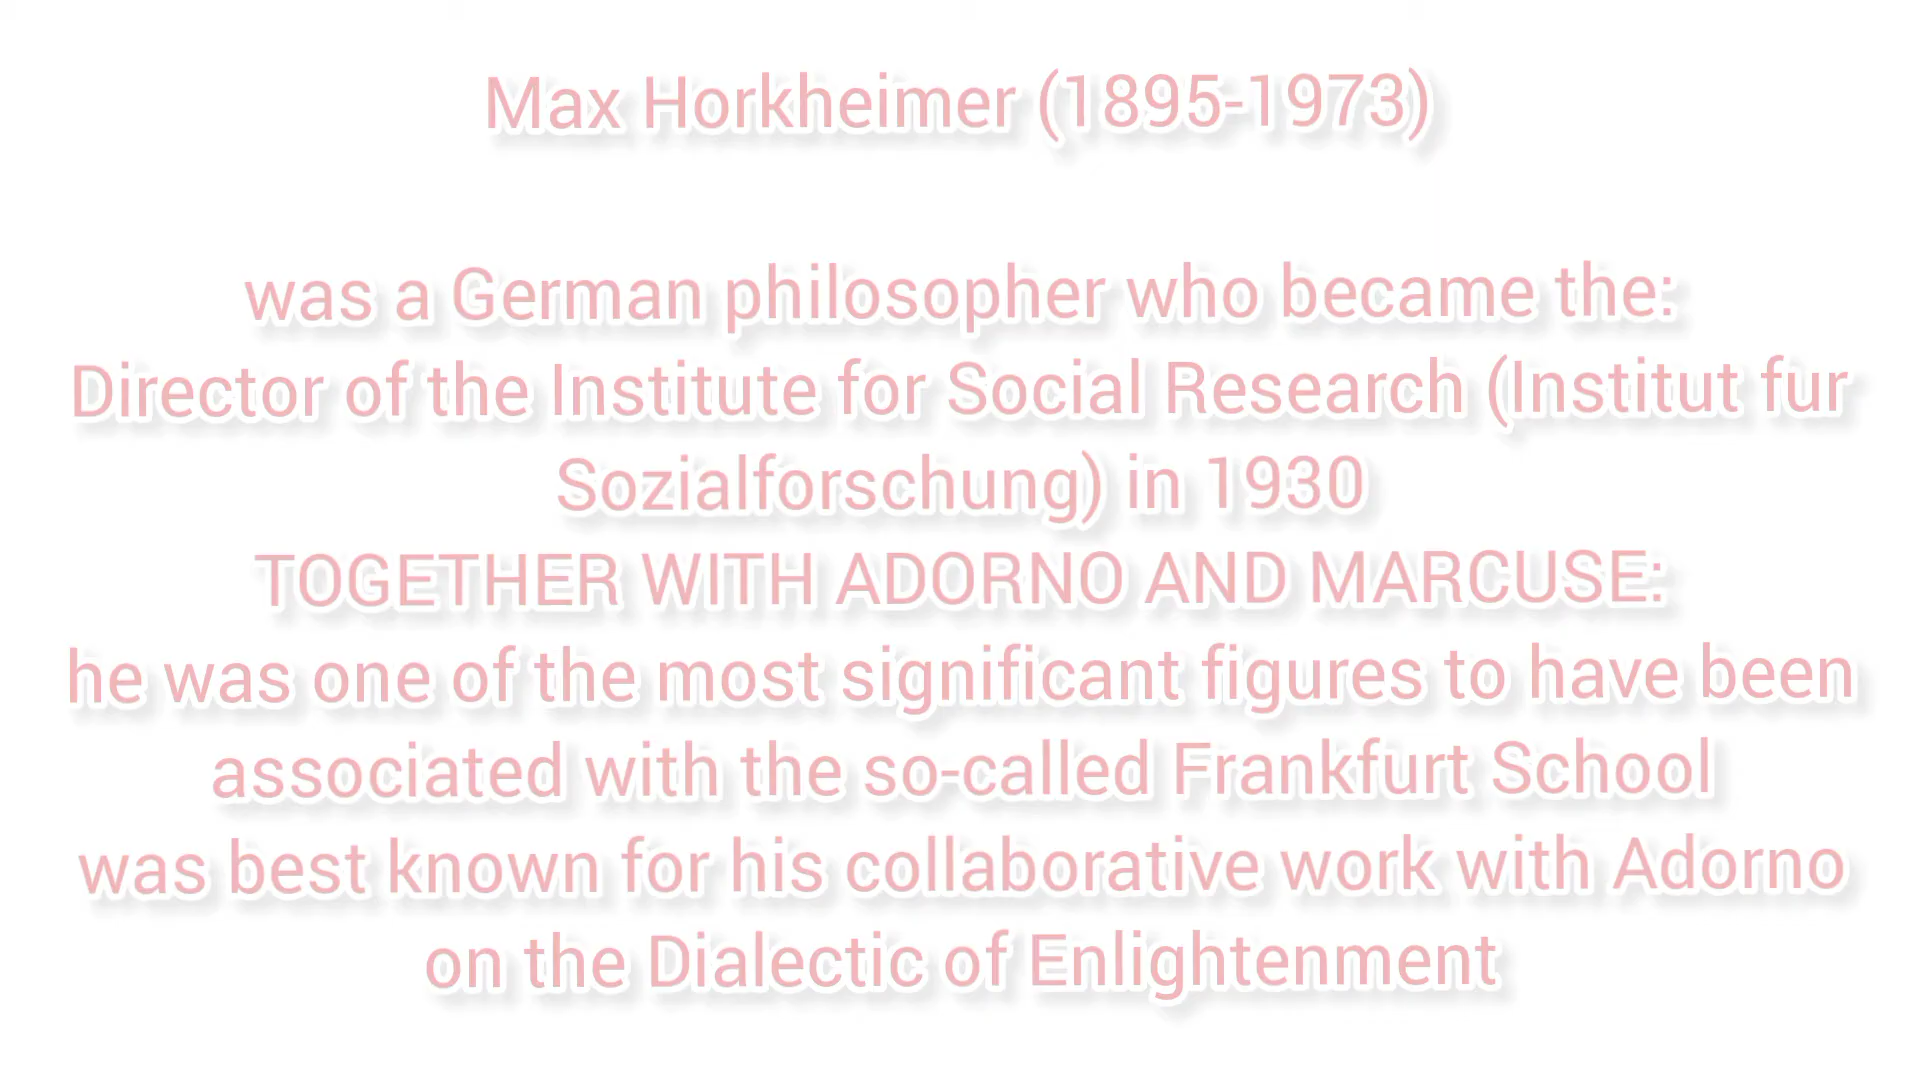 Max Horkheimer (1895-1973)
was a German philosopher who became the:
Director of the Institute for Social Research (Institut fur
Sozialforschung) in 1930
TOGETHER WITH ADORNO AND MARCUSE:
he was one of the most significant figures to have been
associated with the so-called Frankfurt School
was best known for his collaborative work with Adorno
on the Dialectic of Enlightenment